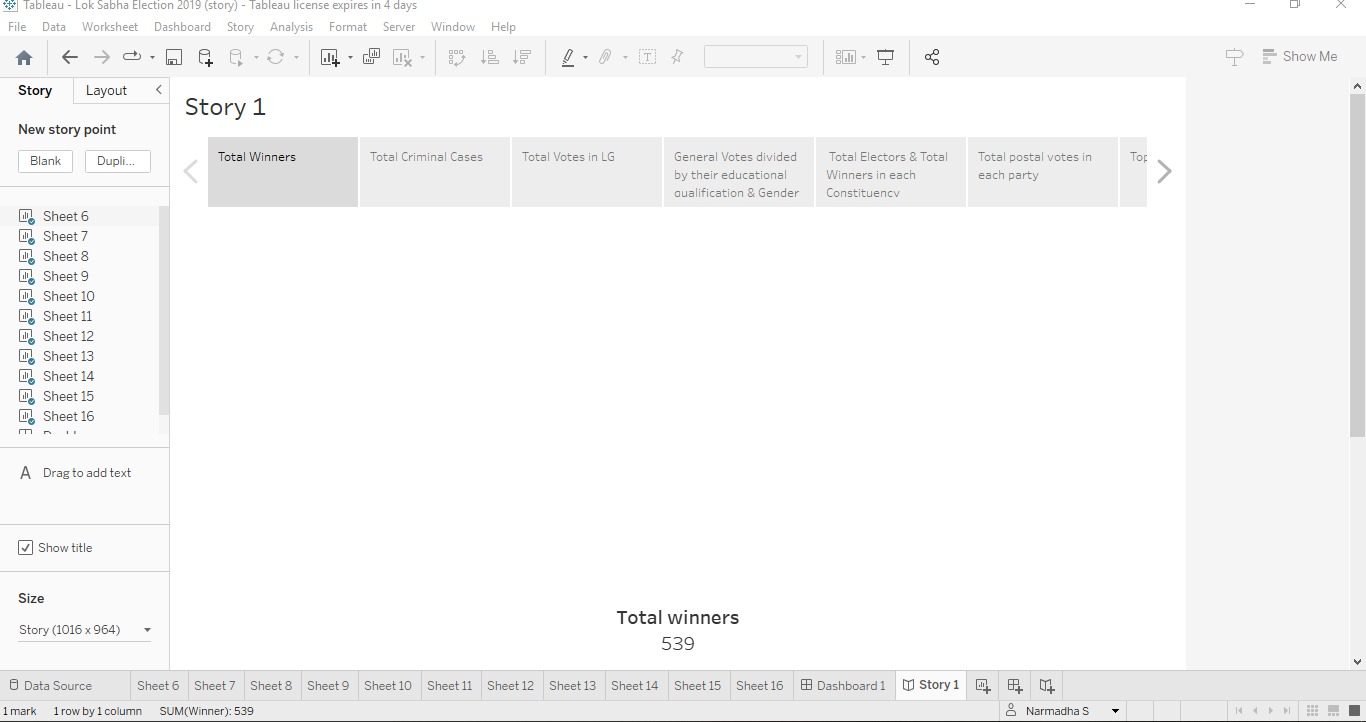 Tableau - Lok Sabha Election 2019 (story) - Tableau license expires in 4 days
File Data Worksheet Dashboard Story Analysis Format Server Window Help
Show Me
Story Layout
New story point
Blank Dupli...
Sheet 6
Sheet 7
Sheet 8
Sheet 9
Sheet 10
Sheet 11
Sheet 12
Sheet 13
Sheet 14
Sheet 15
Sheet 16
A Drag to add text
Show title
Size
Story (1016 x 964)
Story 1
Total Winners
Total Criminal Cases
Total Votes in LG
General Votes divided
by their educational
qualification & Gender
Total Electors & Total
Winners in each
Constituency
Total postal votes in
each party
Total winners
539
Data Source Sheet 6 Sheet 7 Sheet 8 Sheet 9 Sheet 10 Sheet 11 Sheet 12 Sheet 13 Sheet 14 Sheet 15 Sheet 16 Dashboard 1 Story 1
1 mark 1 row by 1 column SUM(Winner): 539 Narmadha S